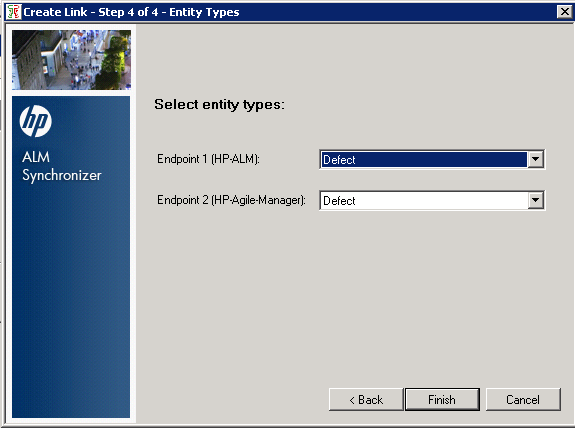 Create Link - Step 4 of 4 - Entity Types
hp
ALM
Synchronizer
Select entity types:
Endpoint 1 (HP-ALM):
Defect
Endpoint 2 (HP-Agile-Manager):
Defect
< Back
Finish
Cancel